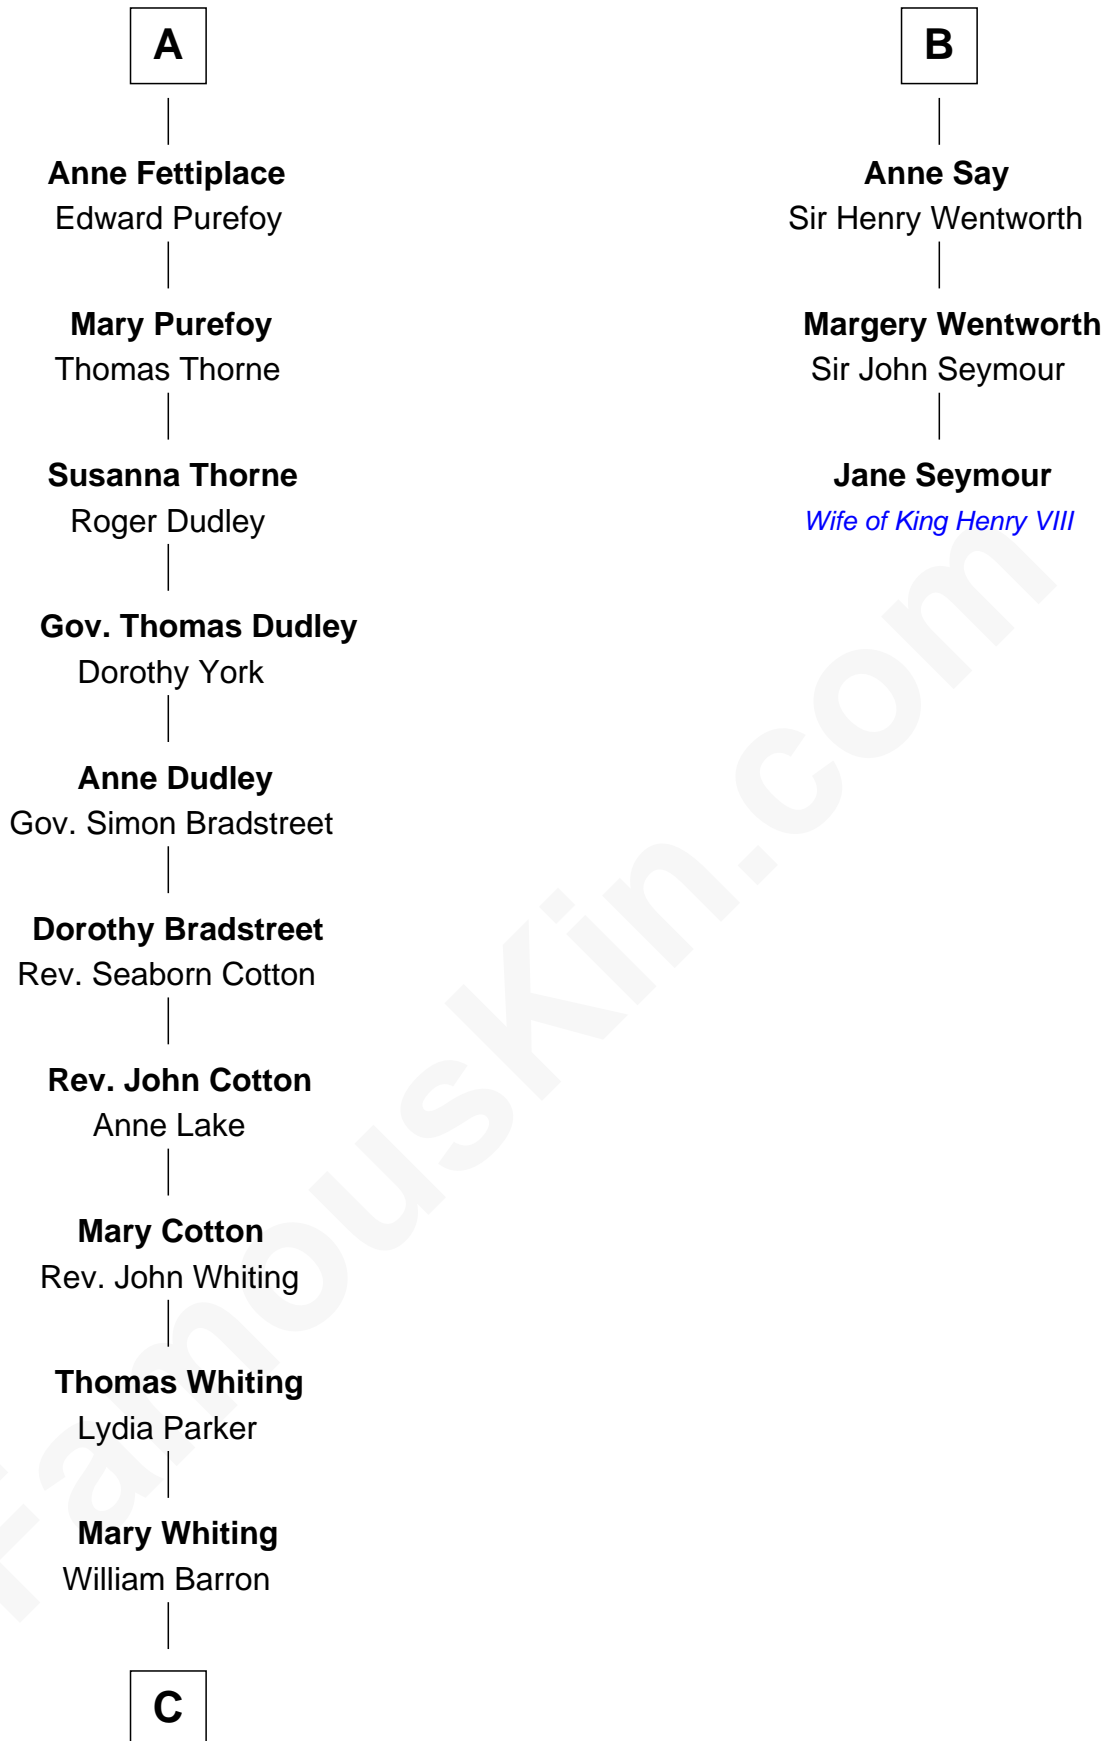 A
Anne Fettiplace
Edward Purefoy
Mary Purefoy
Thomas Thorne
Susanna Thorne
Roger Dudley
Gov. Thomas Dudley
Dorothy York
Anne Dudley
Gov. Simon Bradstreet
Dorothy Bradstreet
Rev. Seaborn Cotton
Rev. John Cotton
Anne Lake
Mary Cotton
Rev. John Whiting
Thomas Whiting
Lydia Parker
Mary Whiting
William Barron
C
B
Anne Say
Sir Henry Wentworth
Margery Wentworth
Sir John Seymour
Jane Seymour
Wife of King Henry VIII
FamousKin.com